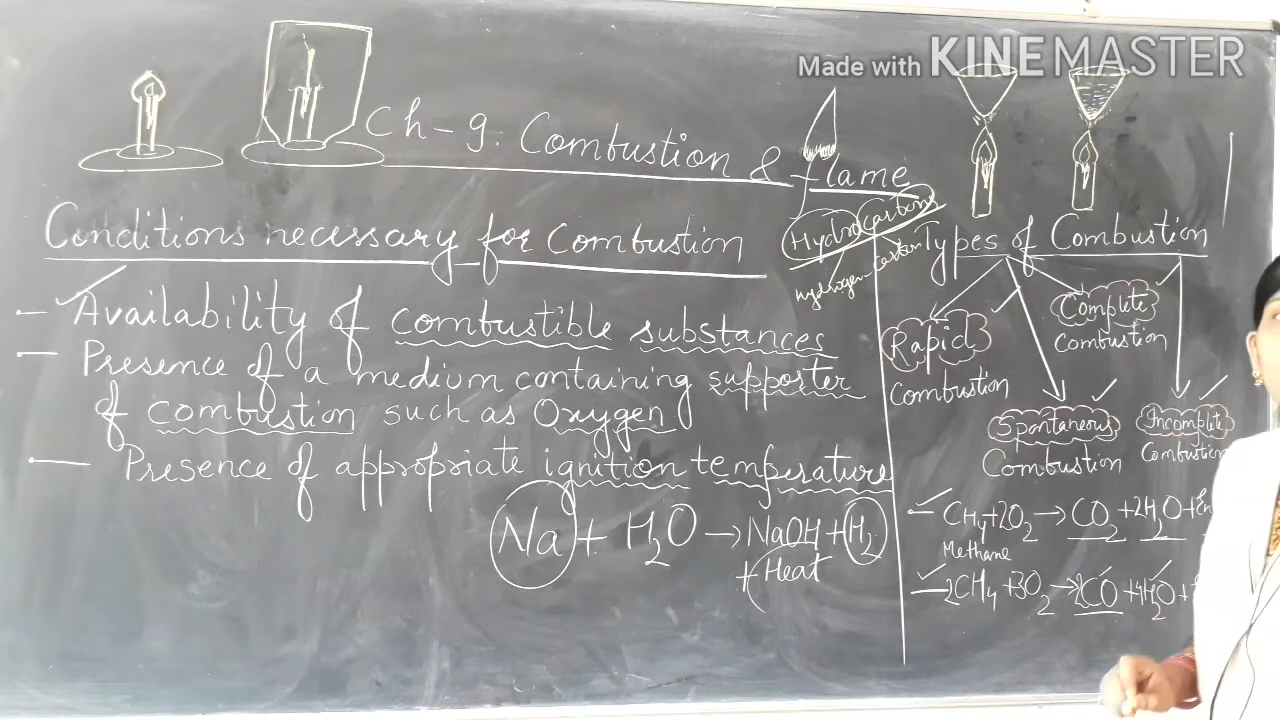 Made with KINEMASTER
Ch-9. Combustion & Flame
Conditions necessary for Combustion
- Availability of combustible substances
- Presence of a medium containing supporter
of combustion such as Oxygen
- Presence of appropriate ignition temperature
Na + H₂O → NaOH + H₂
+ Heat
Hydrocarbons
hydrogen
Types of Combustion
Rapid
Combustion
Complete
Combustion
Spontaneous
Combustion
Incomplete
Combustion
CH₄ + 2O₂ → CO₂ + 2H₂O + En
Methane
2CH₄ + 3O₂ → 2CO + 4H₂O +